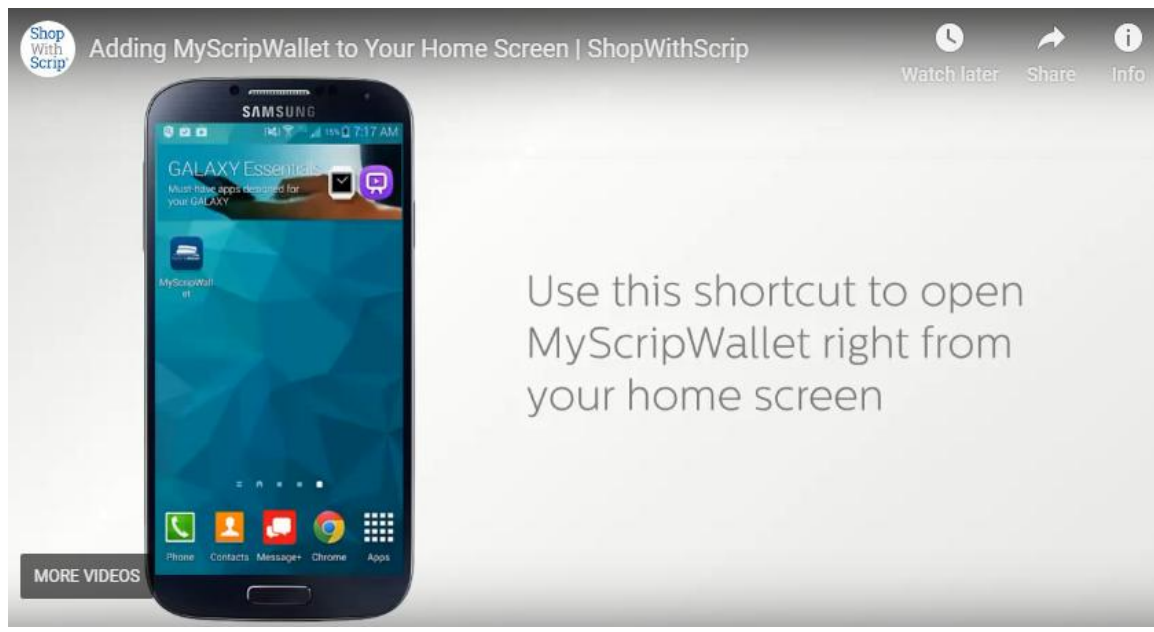 Shop
With
Scrip
Adding MyScripWallet to Your Home Screen | ShopWithScrip
Watch later
Share
Info
SAMSUNG
15% 7:17 AM
GALAXY Essentials
Must-have apps designed for
your GALAXY
MyScripWall
et
Use this shortcut to open
MyScripWallet right from
your home screen
Phone
Contacts
Message+
Chrome
Apps
MORE VIDEOS